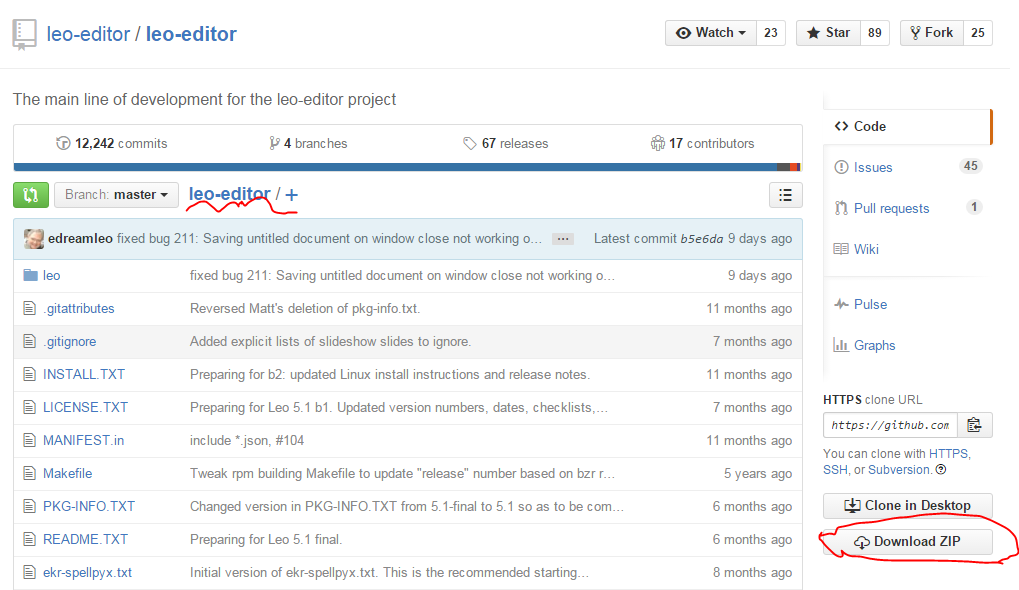 leo-editor / leo-editor
Watch 23 Star 89 Fork 25
The main line of development for the leo-editor project
12,242 commits 4 branches 67 releases 17 contributors
Branch: master leo-editor / +
edreamleo fixed bug 211: Saving untitled document on window close not working o... ... Latest commit b5e6da 9 days ago
leo fixed bug 211: Saving untitled document on window close not working o... 9 days ago
.gitattributes Reversed Matt's deletion of pkg-info.txt. 11 months ago
.gitignore Added explicit lists of slideshow slides to ignore. 7 months ago
INSTALL.TXT Preparing for b2: updated Linux install instructions and release notes. 11 months ago
LICENSE.TXT Preparing for Leo 5.1 b1. Updated version numbers, dates, checklists,... 7 months ago
MANIFEST.in include *.json, #104 11 months ago
Makefile Tweak rpm building Makefile to update "release" number based on bzr r... 5 years ago
PKG-INFO.TXT Changed version in PKG-INFO.TXT from 5.1-final to 5.1 so as to be com... 6 months ago
README.TXT Preparing for Leo 5.1 final. 6 months ago
ekr-spellpyx.txt Initial version of ekr-spellpyx.txt. This is the recommended starting... 8 months ago
Code
Issues 45
Pull requests 1
Wiki
Pulse
Graphs
HTTPS clone URL
https://github.com
You can clone with HTTPS,
SSH, or Subversion. ?
Clone in Desktop
Download ZIP